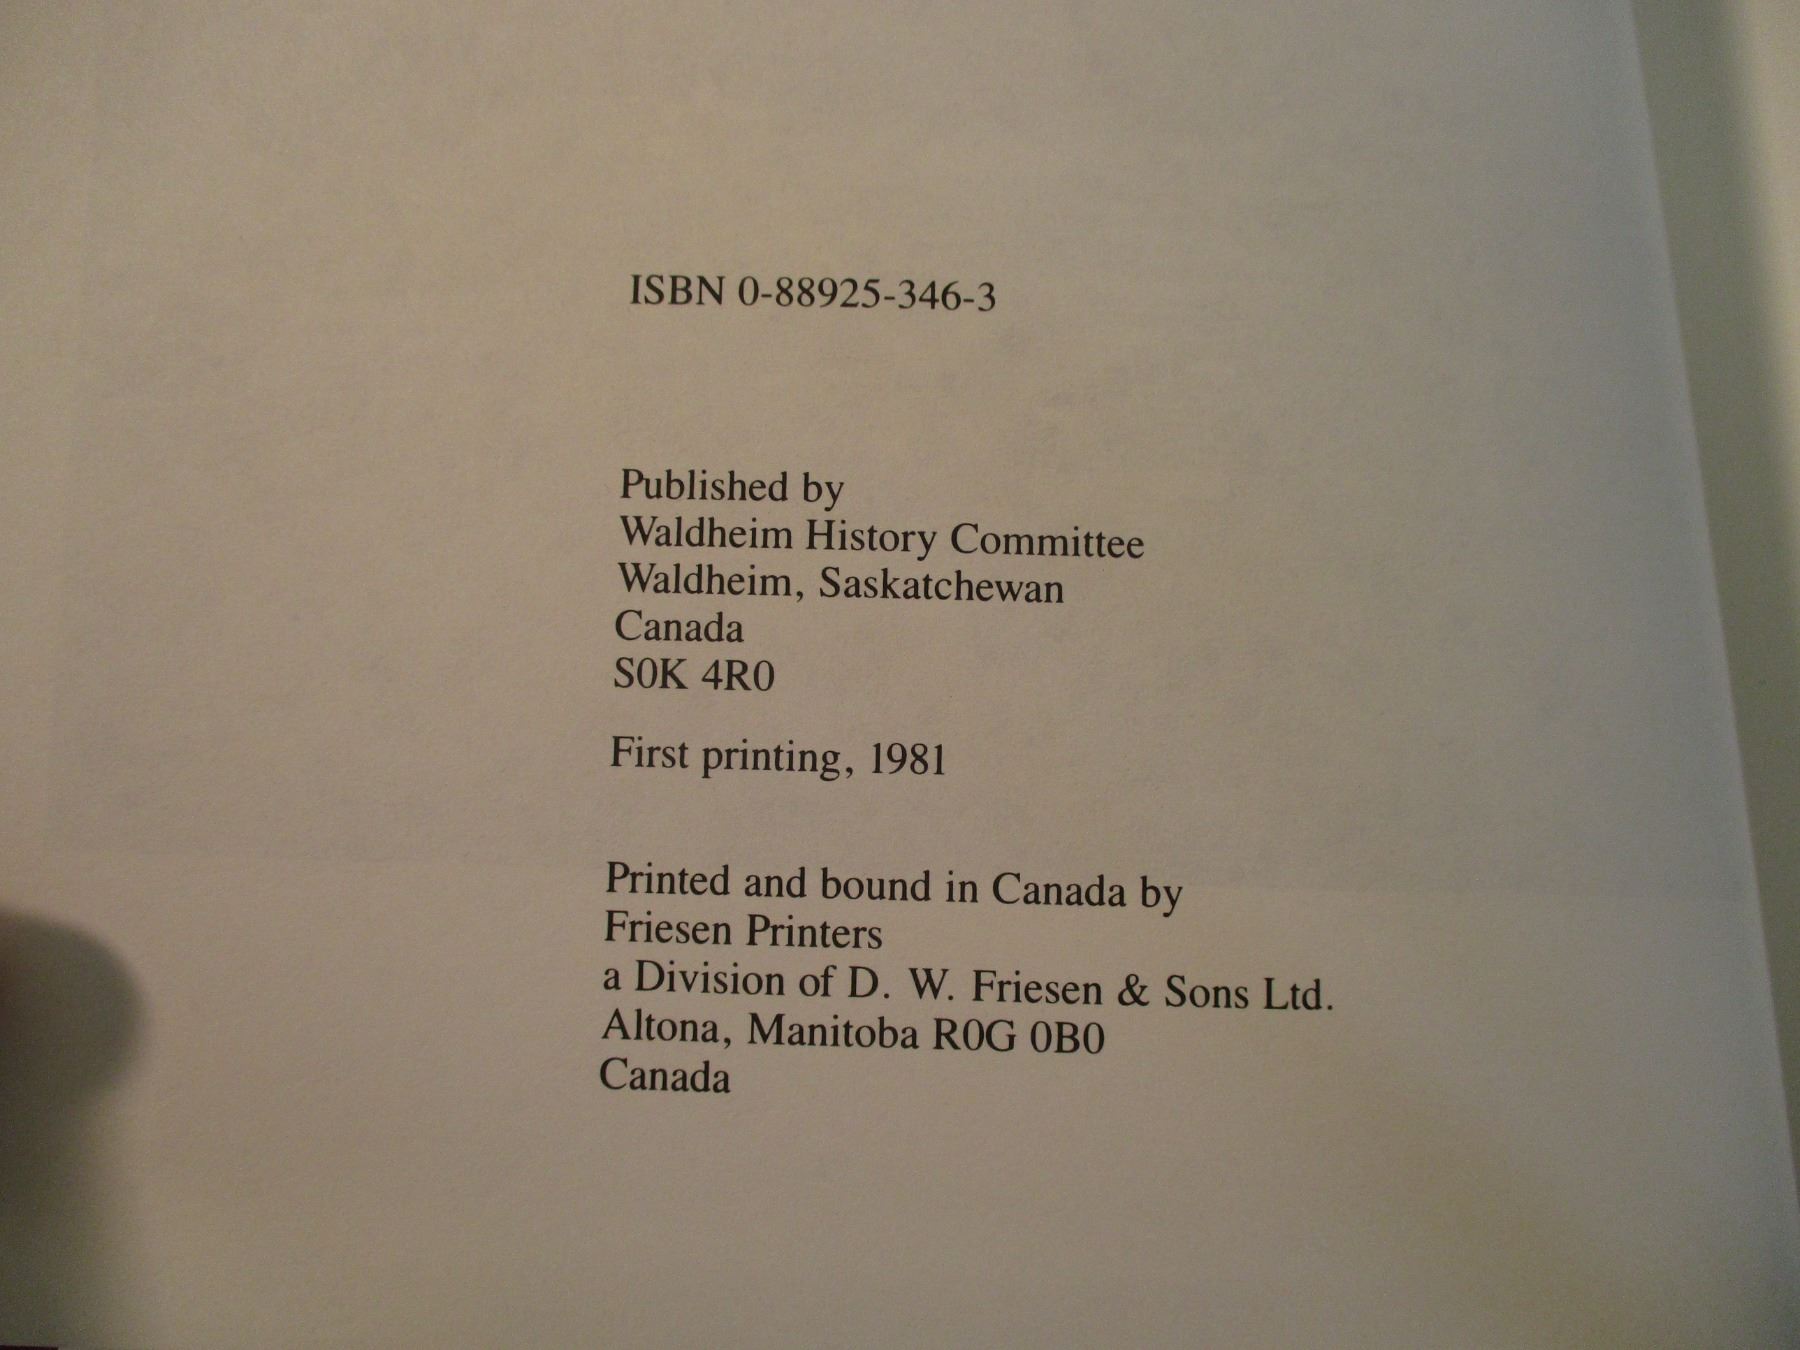 ISBN 0-88925-346-3
Published by
Waldheim History Committee
Waldheim, Saskatchewan
Canada
S0K 4R0
First printing, 1981
Printed and bound in Canada by
Friesen Printers
a Division of D. W. Friesen & Sons Ltd.
Altona, Manitoba R0G 0B0
Canada